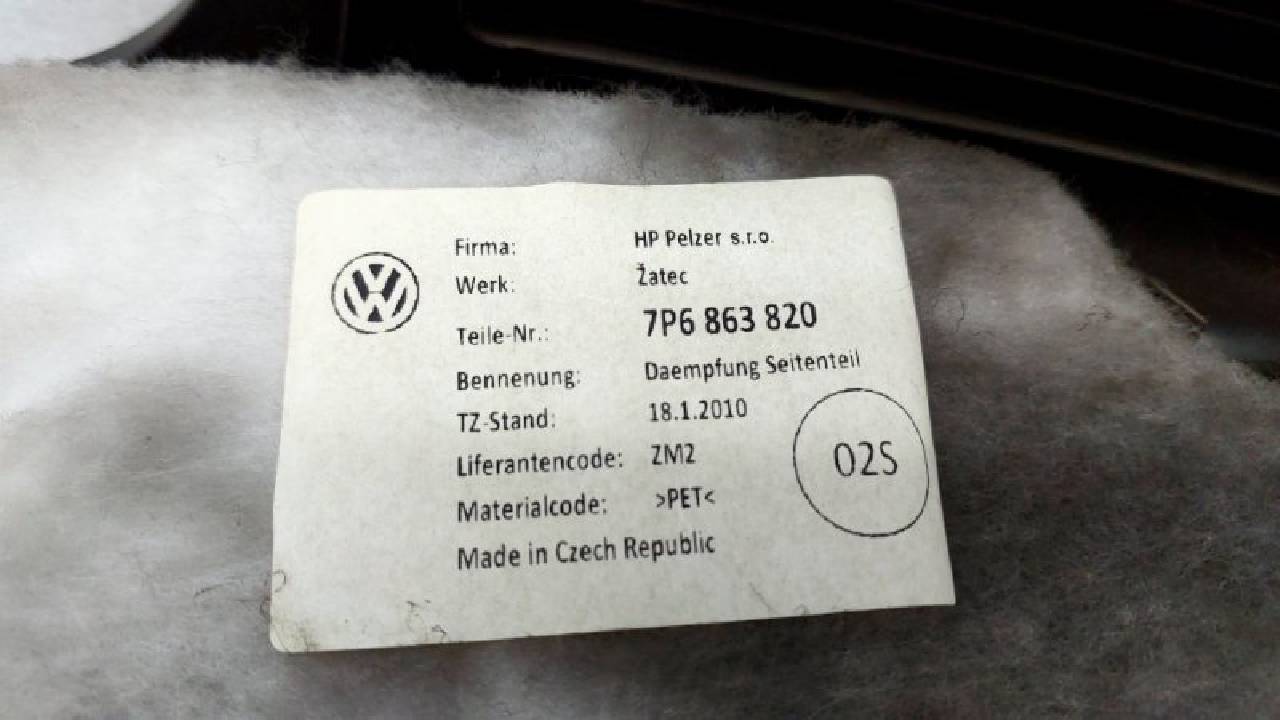 Firma: HP Pelzer s.r.o.
Werk: Žatec
Teile-Nr.: 7P6 863 820
Bennenung: Daempfung Seitenteil
TZ-Stand: 18.1.2010
Liferantencode: ZM2
02S
Materialcode: >PET<
Made in Czech Republic